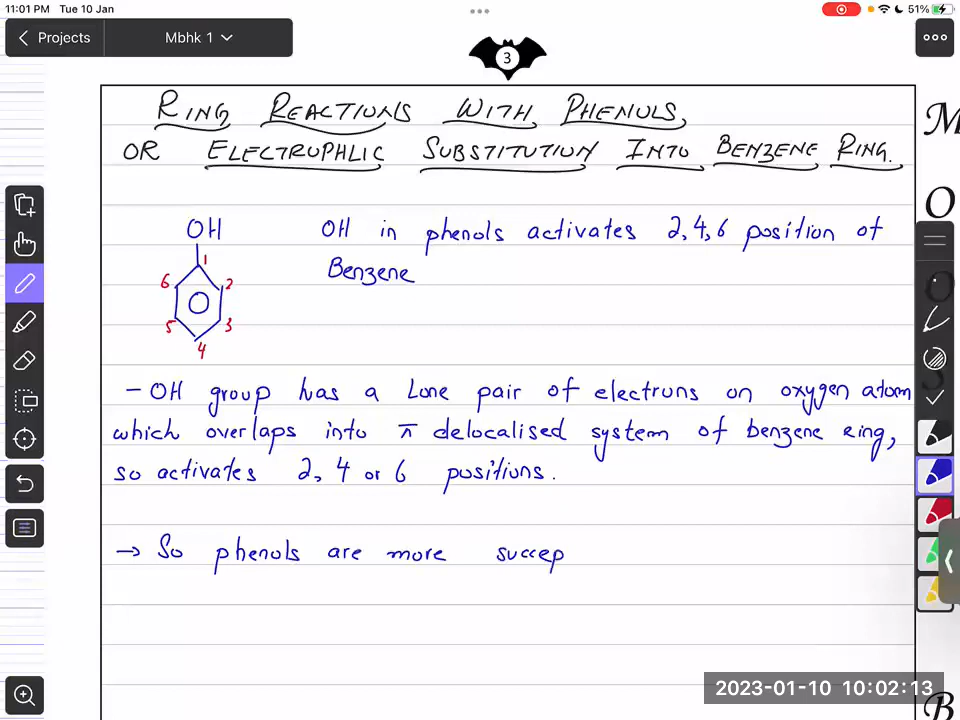 11:01 PM Tue 10 Jan
51%
Projects
Mbhk 1
3
RING REACTIONS WITH PHENOLS,
OR ELECTROPHLIC SUBSTITUTION INTO BENZENE RING.
OH
1
6
2
5
3
4
OH in phenols activates 2,4,6 position of
Benzene
- OH group has a Lone pair of electrons on oxygen atom
which overlaps into π delocalised system of benzene ring,
so activates 2, 4 or 6 positions.
→ So phenols are more succep
M
O
B
2023-01-10 10:02:13